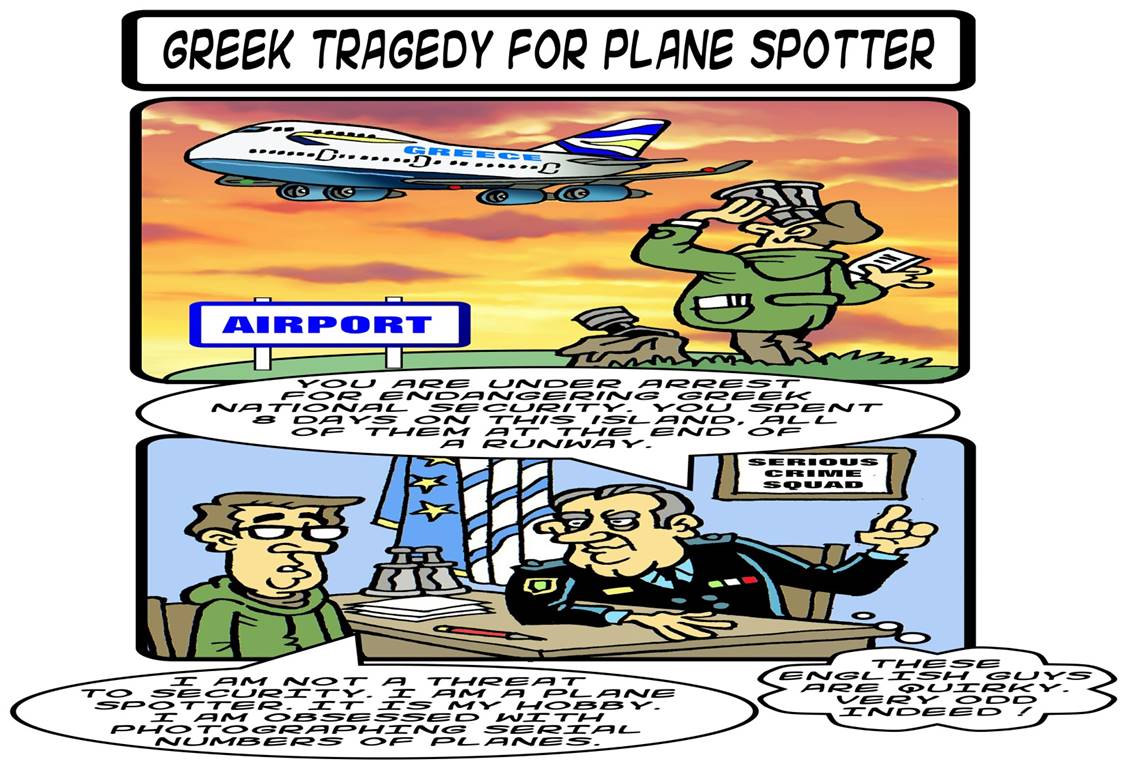 GREEK TRAGEDY FOR PLANE SPOTTER
GREECE
AIRPORT
YOU ARE UNDER ARREST
FOR ENDANGERING GREEK
NATIONAL SECURITY. YOU SPENT
8 DAYS ON THIS ISLAND, ALL
OF THEM AT THE END OF
A RUNWAY.
SERIOUS
CRIME
SQUAD
I AM NOT A THREAT
TO SECURITY. I AM A PLANE
SPOTTER. IT IS MY HOBBY.
I AM OBSESSED WITH
PHOTOGRAPHING SERIAL
NUMBERS OF PLANES.
THESE
ENGLISH GUYS
ARE QUIRKY.
VERY ODD
INDEED !